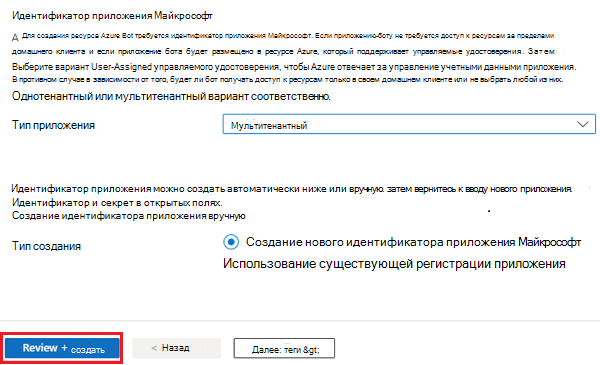 Идентификатор приложения Майкрософт
A Для создания ресурса Azure Bot требуется идентификатор приложения Майкрософт. Если приложению-боту не требуется доступ к ресурсам за пределами
домашнего клиента и если приложение бота будет размещено в ресурсе Azure, который поддерживает управляемые удостоверения. Затем
Выберите вариант User-Assigned управляемого удостоверения, чтобы Azure отвечает за управление учетными данными приложения.
В противном случае в зависимости от того, будет ли бот получать доступ к ресурсам только в своем домашнем клиенте или не выбрать любой из них.
Однотенантный или мультитенантный вариант соответственно.
Тип приложения
Мультитенантный
Идентификатор приложения можно создать автоматически ниже или вручную. затем вернитесь к вводу нового приложения.
Идентификатор и секрет в открытых полях.
Создание идентификатора приложения вручную
Тип создания
Создание нового идентификатора приложения Майкрософт
Использование существующей регистрации приложения
Review + создать
< Назад
Далее: теги &gt;